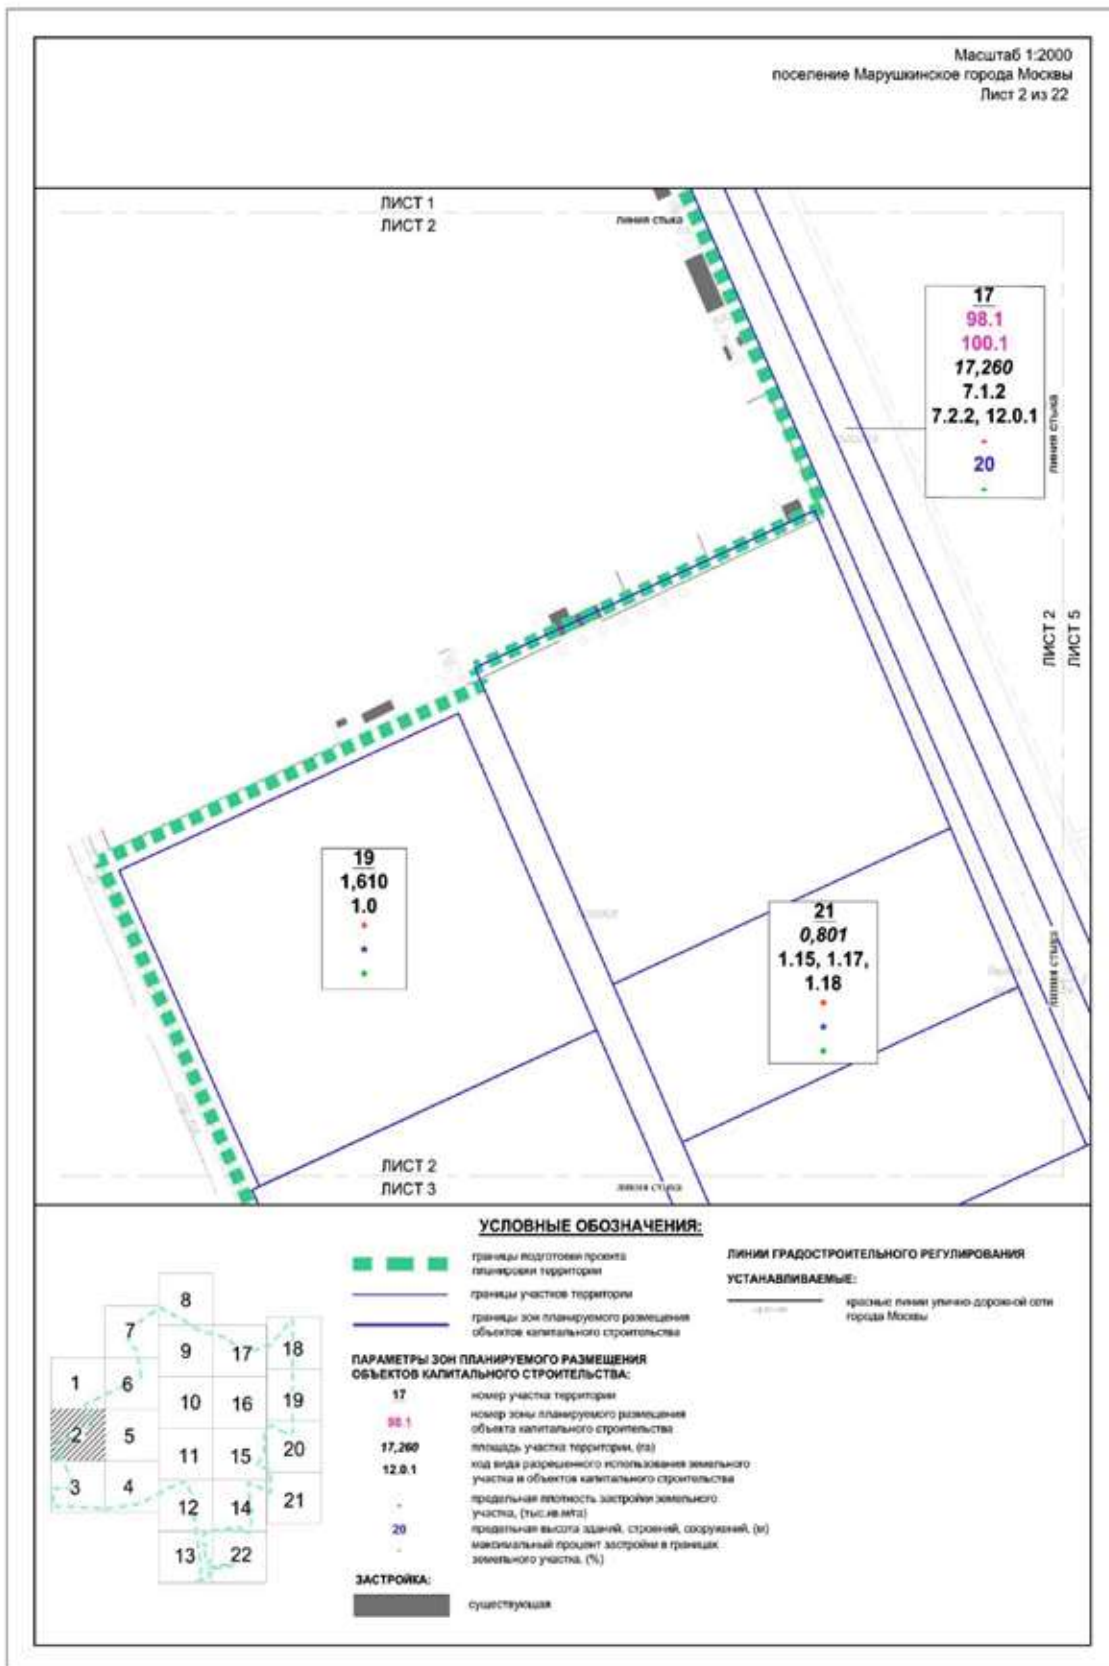 Масштаб 1:2000
поселение Марушкинское города Москвы
Лист 2 из 22
ЛИСТ 1
ЛИСТ 2
линия стыка
17
98.1
100.1
17,260
7.1.2
7.2.2, 12.0.1
-
20
-
линия стыка
ЛИСТ 2
ЛИСТ 5
19
1,610
1.0
*
*
*
21
0,801
1.15, 1.17,
1.18
*
*
*
линия стыка
ЛИСТ 2
ЛИСТ 3
линия стыка
УСЛОВНЫЕ ОБОЗНАЧЕНИЯ:
границы подготовки проекта
планировки территории
границы участков территории
границы зон планируемого размещения
объектов капитального строительства
ЛИНИИ ГРАДОСТРОИТЕЛЬНОГО РЕГУЛИРОВАНИЯ
УСТАНАВЛИВАЕМЫЕ:
красные линии улично-дорожной сети
города Москвы
ПАРАМЕТРЫ ЗОН ПЛАНИРУЕМОГО РАЗМЕЩЕНИЯ
ОБЪЕКТОВ КАПИТАЛЬНОГО СТРОИТЕЛЬСТВА:
17 номер участка территории
98.1 номер зоны планируемого размещения
объекта капитального строительства
17,260 площадь участка территории, (га)
12.0.1 код вида разрешенного использования земельного
участка и объектов капитального строительства
- предельная плотность застройки земельного
участка, (тыс.кв.м/га)
20 предельная высота зданий, строений, сооружений, (м)
- максимальный процент застройки в границах
земельного участка, (%)
ЗАСТРОЙКА:
существующая
8
7 9 17 18
1 6 10 16 19
2 5 11 15 20
3 4 12 14 21
13 22